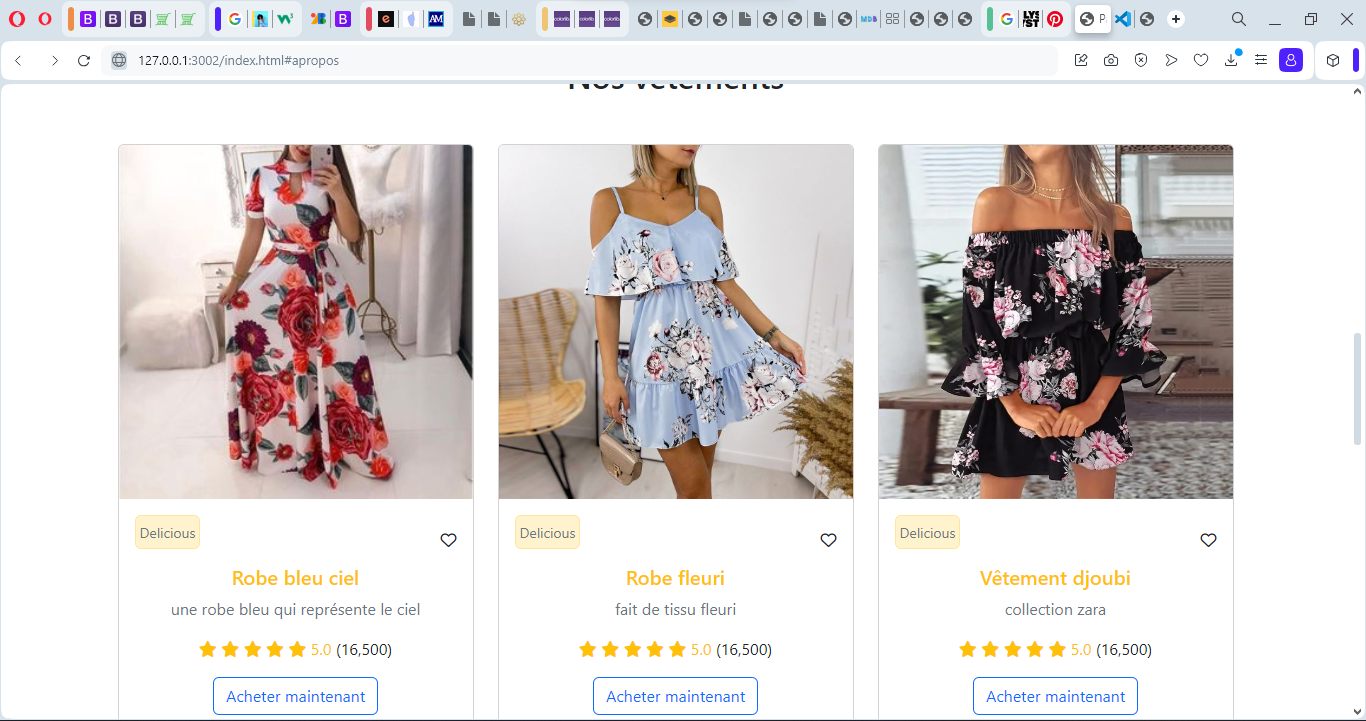 P
127.0.0.1:3002/index.html#apropos
Nos vêtements
Delicious
Robe bleu ciel
une robe bleu qui représente le ciel
5.0 (16,500)
Acheter maintenant
Delicious
Robe fleuri
fait de tissu fleuri
5.0 (16,500)
Acheter maintenant
Delicious
Vêtement djoubi
collection zara
5.0 (16,500)
Acheter maintenant